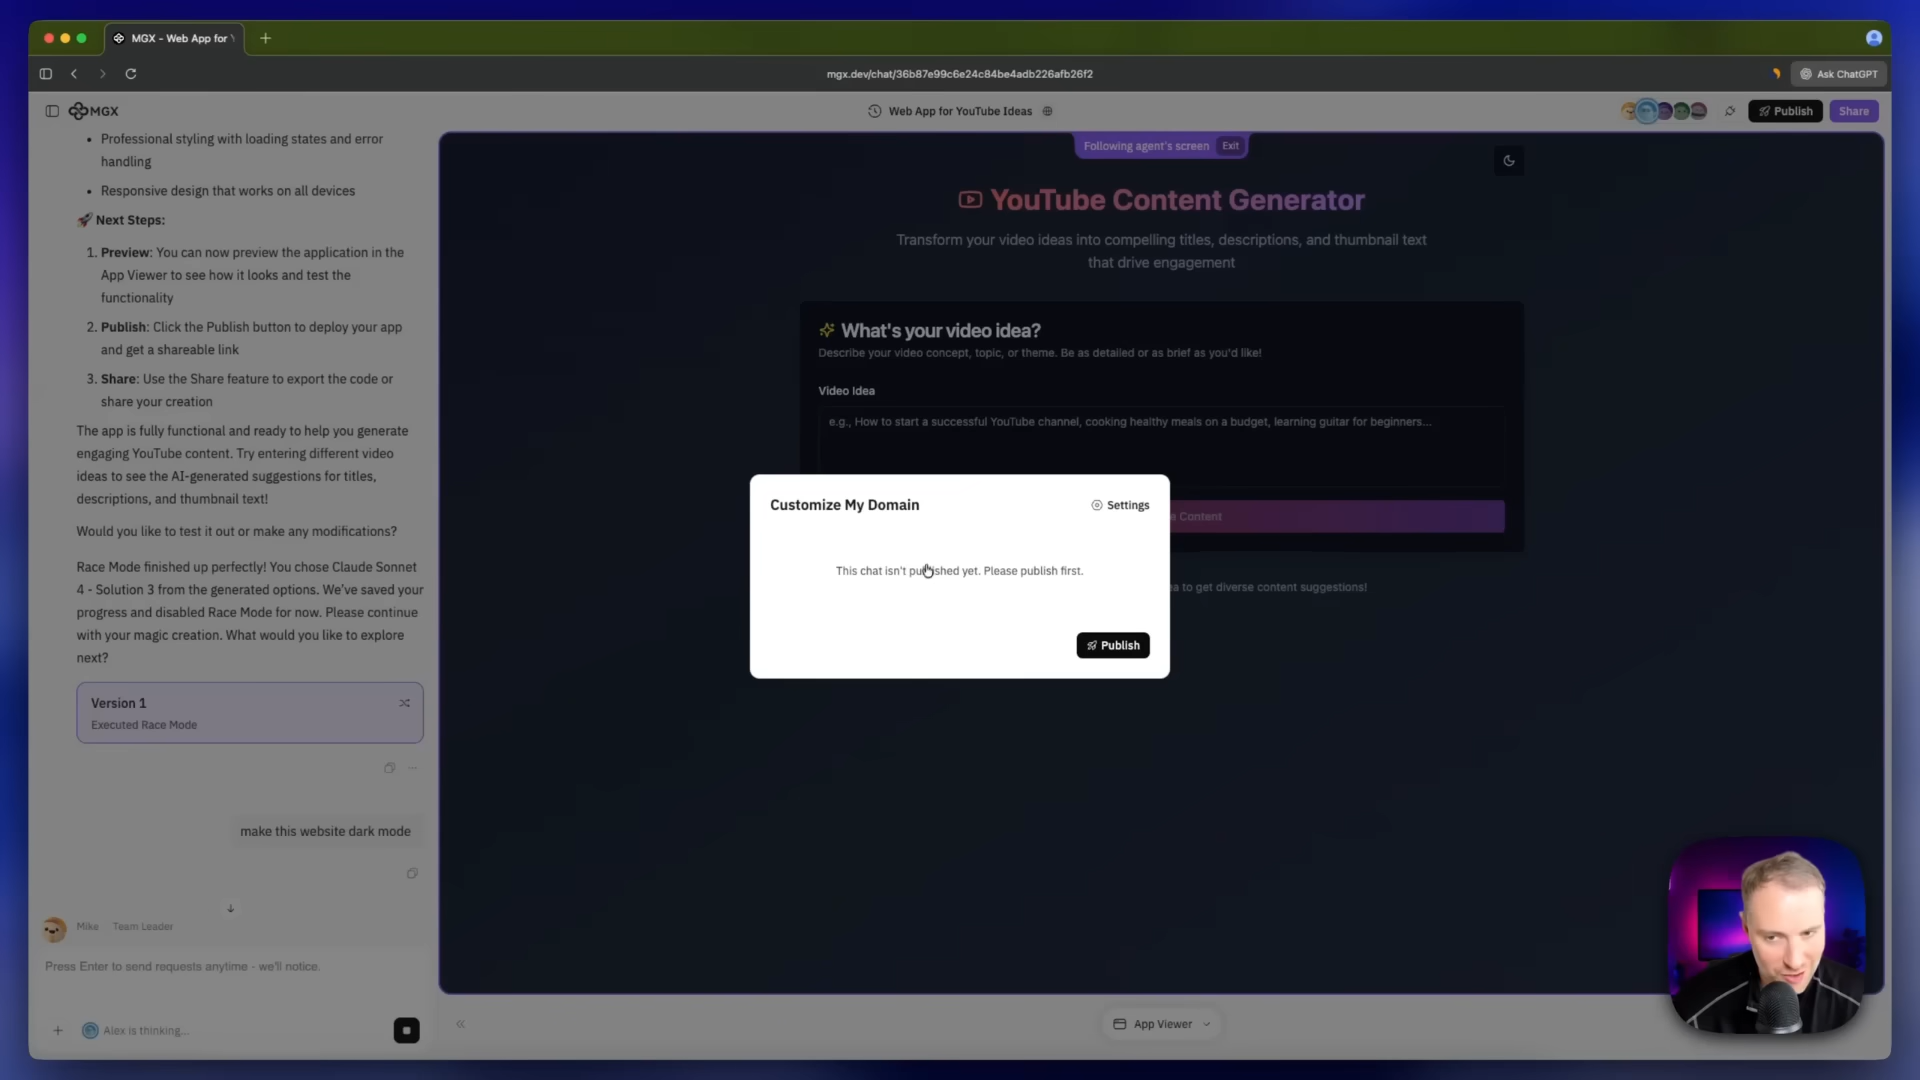 MGX - Web App for Y
mgx.dev/chat/36b87e99c6e24c84be4adb226afb26f2
Ask ChatGPT
MGX
Web App for YouTube Ideas
Publish
Share
• Professional styling with loading states and error
handling
• Responsive design that works on all devices
🚀 Next Steps:
1. Preview: You can now preview the application in the
App Viewer to see how it looks and test the
functionality
2. Publish: Click the Publish button to deploy your app
and get a shareable link
3. Share: Use the Share feature to export the code or
share your creation
The app is fully functional and ready to help you generate
engaging YouTube content. Try entering different video
ideas to see the AI-generated suggestions for titles,
descriptions, and thumbnail text!
Would you like to test it out or make any modifications?
Race Mode finished up perfectly! You chose Claude Sonnet
4 - Solution 3 from the generated options. We've saved your
progress and disabled Race Mode for now. Please continue
with your magic creation. What would you like to explore
next?
Version 1
Executed Race Mode
make this website dark mode
Mike Team Leader
Press Enter to send requests anytime - we'll notice.
Alex is thinking...
Following agent's screen Exit
YouTube Content Generator
Transform your video ideas into compelling titles, descriptions, and thumbnail text
that drive engagement
What's your video idea?
Describe your video concept, topic, or theme. Be as detailed or as brief as you'd like!
Video Idea
e.g., How to start a successful YouTube channel, cooking healthy meals on a budget, learning guitar for beginners...
Content
to get diverse content suggestions!
Customize My Domain
Settings
This chat isn't published yet. Please publish first.
Publish
App Viewer